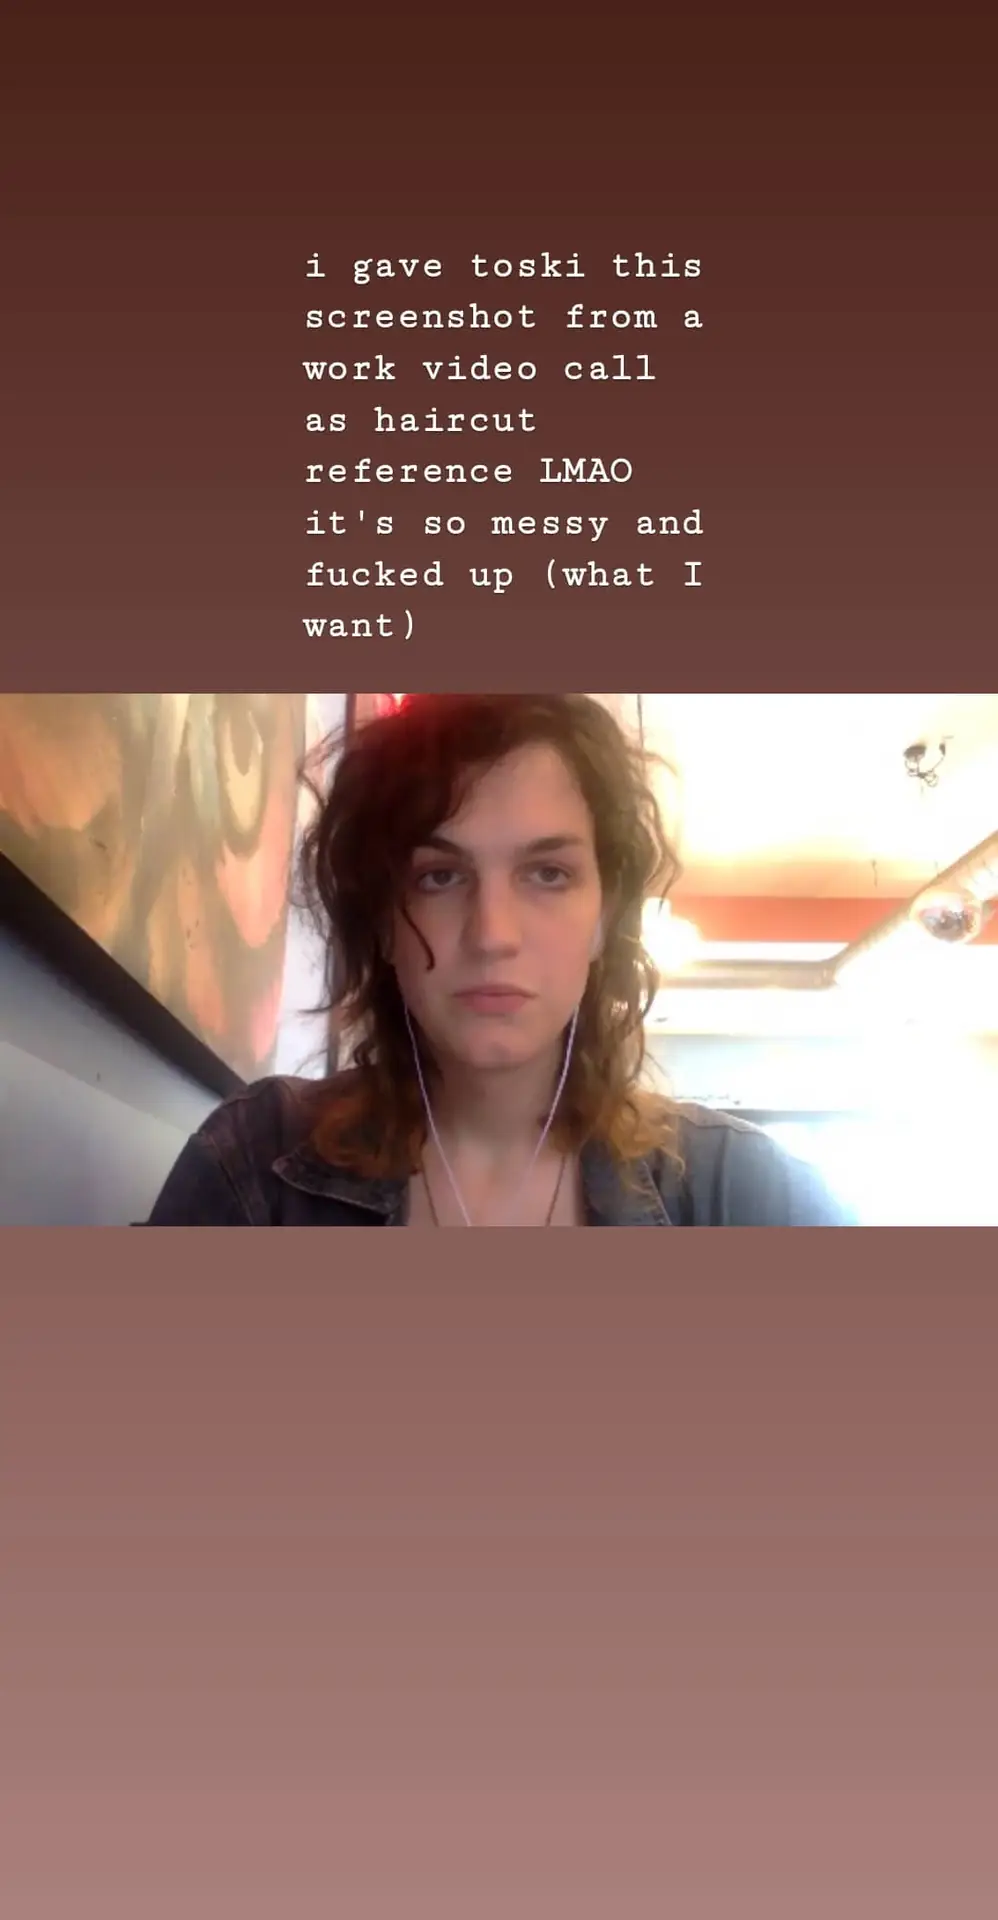 i gave toski this
screenshot from a
work video call
as haircut
reference LMAO
it's so messy and
fucked up (what I
want)